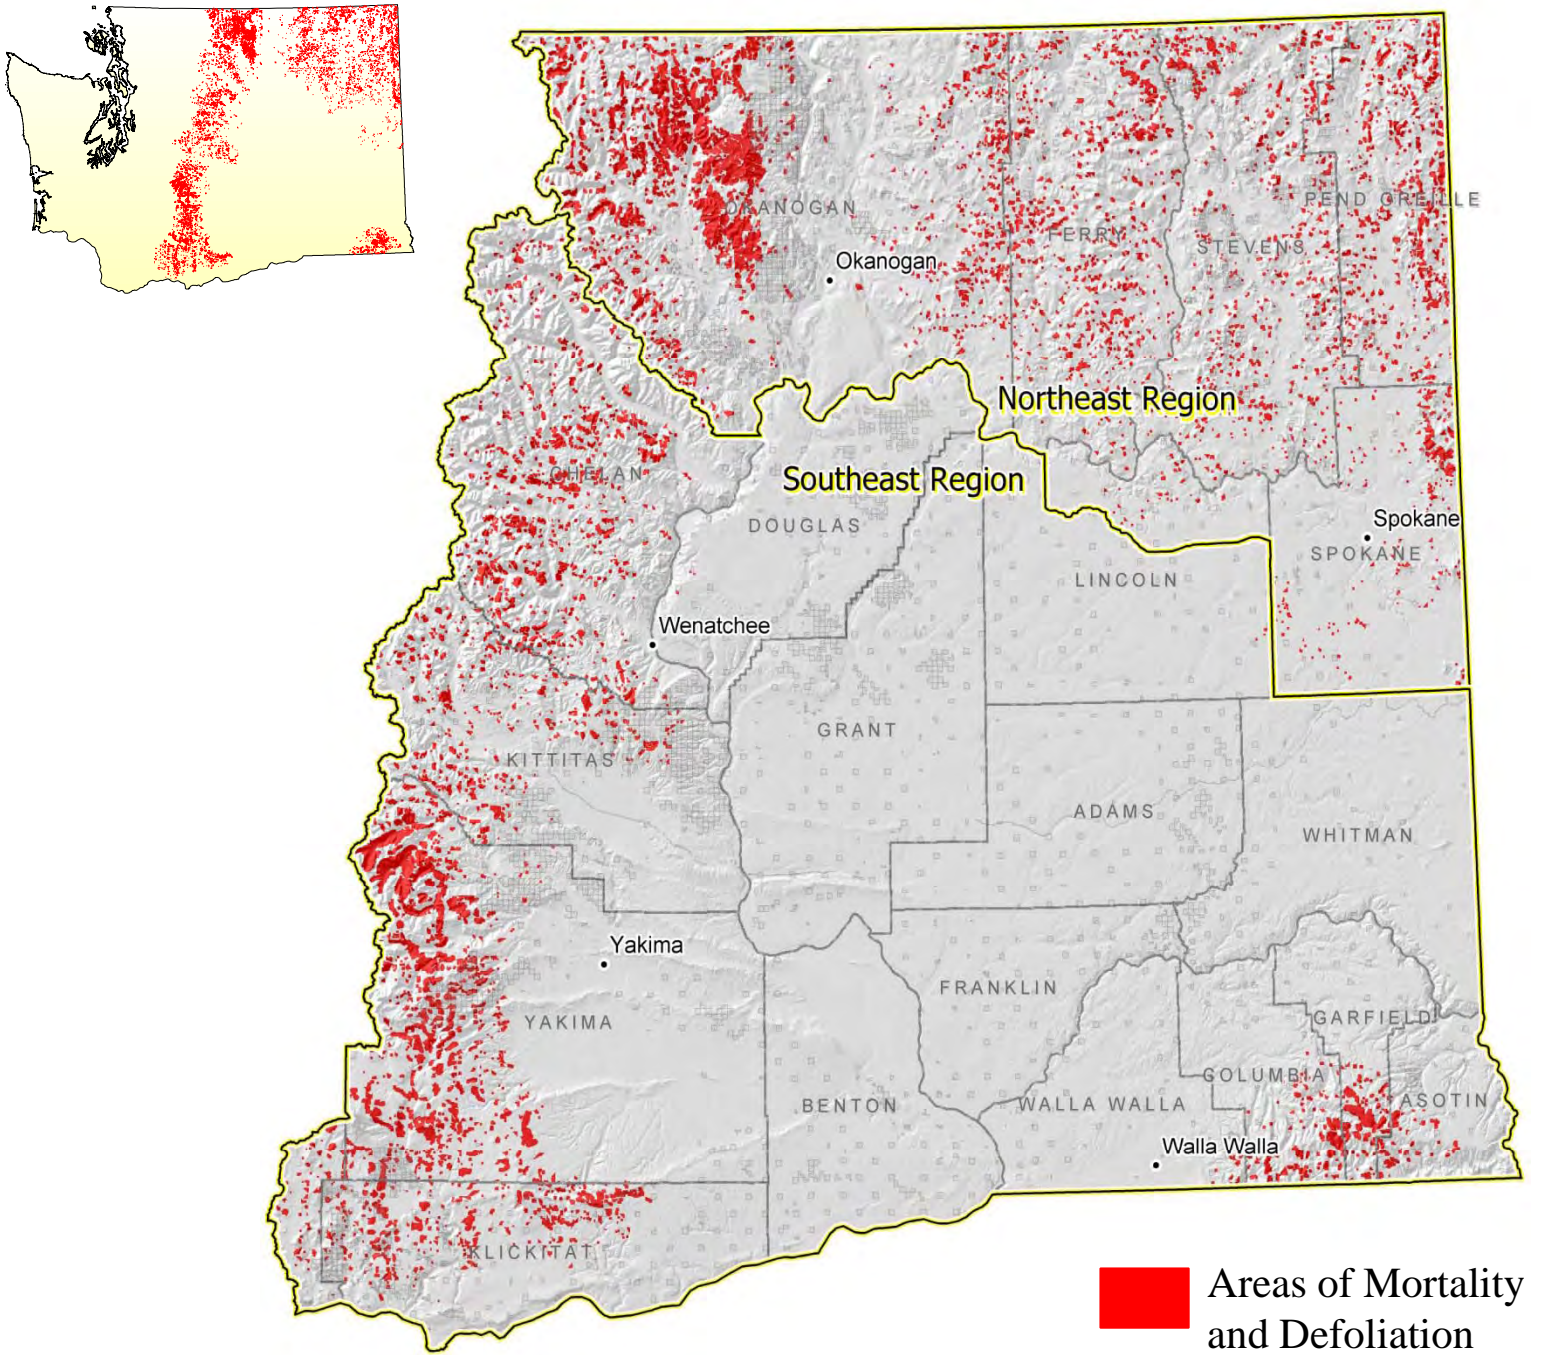 OKANOGAN
PEND OREILLE
FERRY
STEVENS
Okanogan
Northeast Region
CHELAN
Southeast Region
DOUGLAS
Spokane
SPOKANE
LINCOLN
Wenatchee
GRANT
KITTITAS
ADAMS
WHITMAN
Yakima
FRANKLIN
YAKIMA
GARFIELD
COLUMBIA
BENTON
WALLA WALLA
ASOTIN
Walla Walla
KLICKITAT
Areas of Mortality
and Defoliation